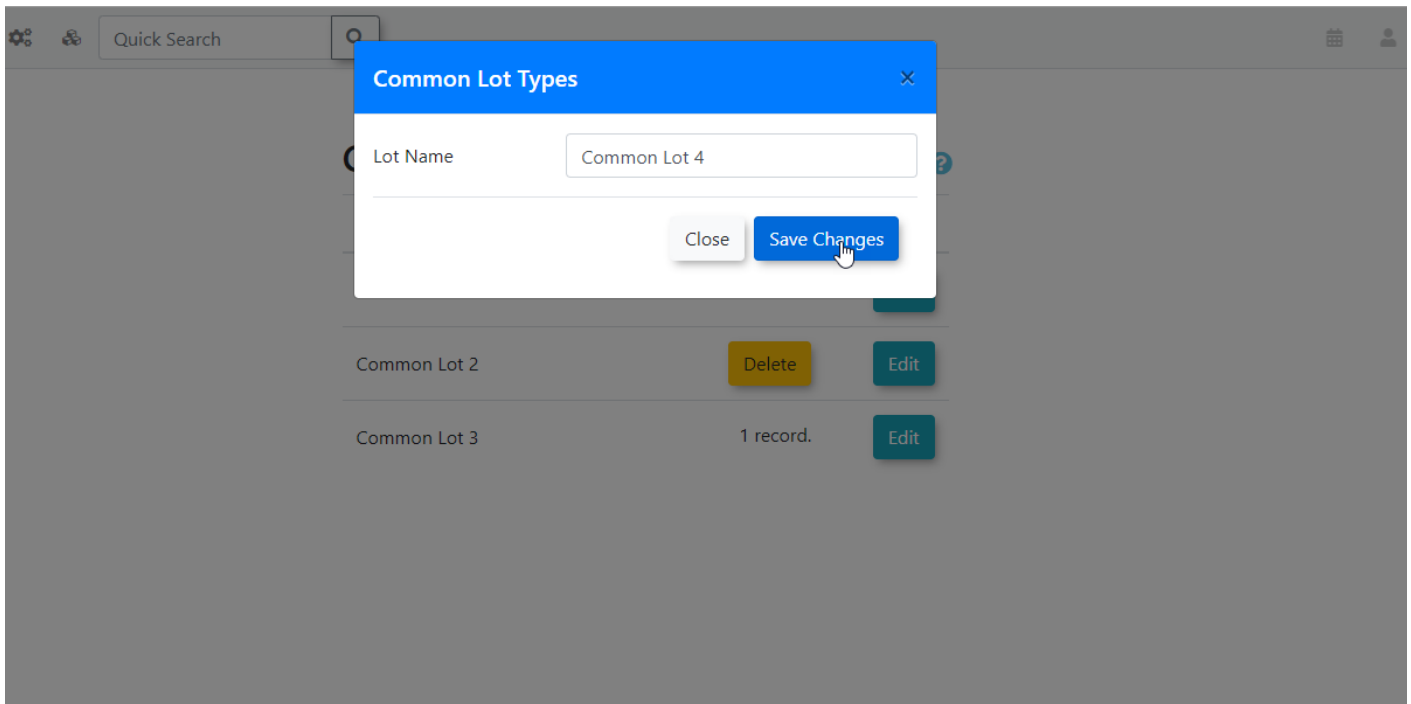 Quick Search
Common Lot Types ×
Lot Name Common Lot 4
Close Save Changes
Common Lot 2 Delete Edit
Common Lot 3 1 record. Edit